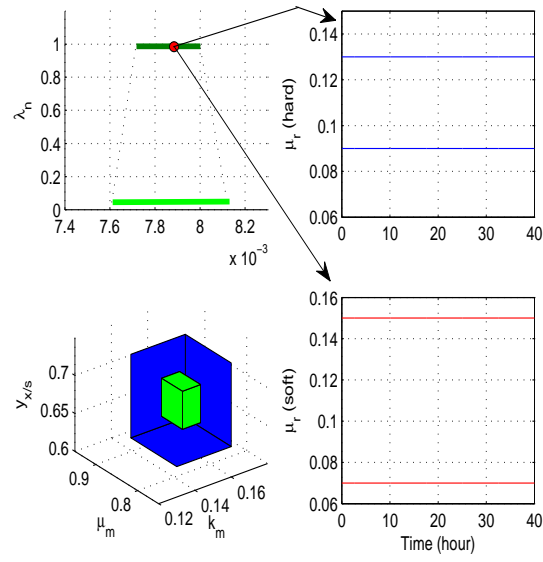 λn
1
0.8
0.6
0.4
0.2
0
7.4 7.6 7.8 8 8.2
x 10-3
μr (hard)
0.14
0.12
0.1
0.08
0.06
0 10 20 30 40
yx/s
0.7
0.65
0.6
0.9
0.8
μm
0.12 0.14 0.16
km
μr (soft)
0.16
0.14
0.12
0.1
0.08
0.06
0 10 20 30 40
Time (hour)